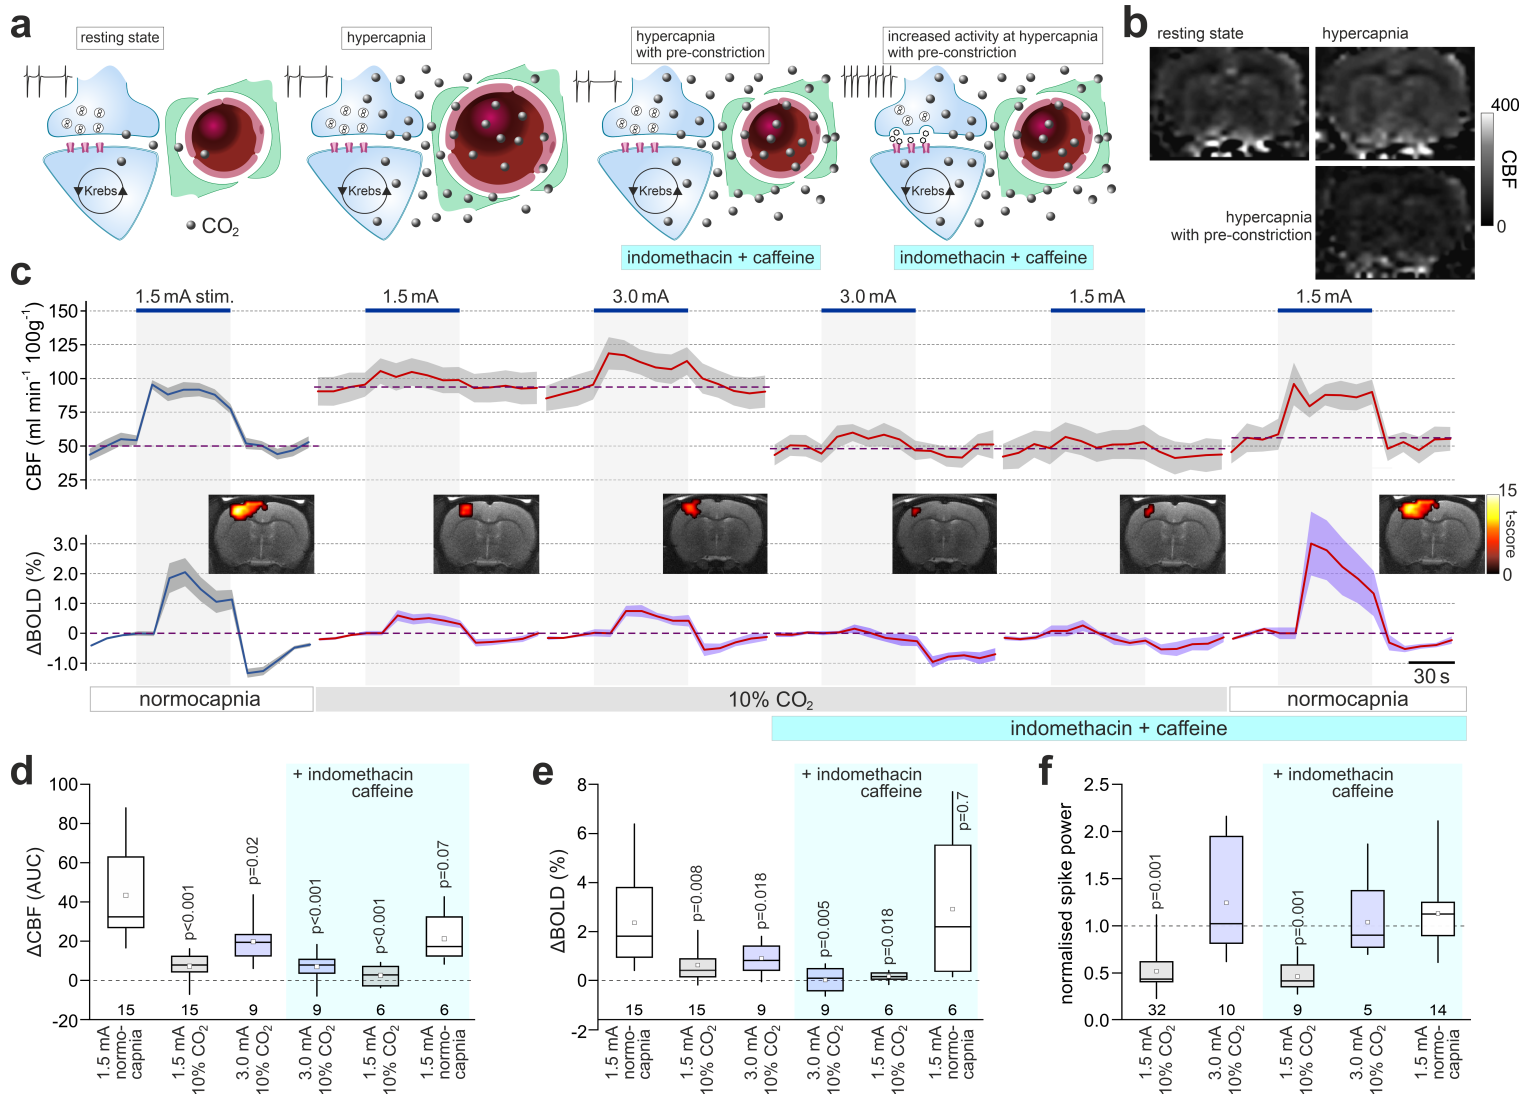 a
resting state
hypercapnia
hypercapnia
with pre-constriction
increased activity at hypercapnia
with pre-constriction
Krebs
Krebs
Krebs
Krebs
CO2
indomethacin + caffeine
indomethacin + caffeine
b
resting state
hypercapnia
hypercapnia
with pre-constriction
400
0
CBF
c
1.5 mA stim.
1.5 mA
3.0 mA
3.0 mA
1.5 mA
1.5 mA
CBF (ml min-1 100g-1)
150
125
100
75
50
25
ΔBOLD (%)
3.0
2.0
1.0
0
-1.0
15
0
t-score
30 s
normocapnia
10% CO2
normocapnia
indomethacin + caffeine
d
ΔCBF (AUC)
100
80
60
40
20
0
-20
+ indomethacin
caffeine
p<0.001
p=0.02
p<0.001
p<0.001
p=0.07
15
15
9
9
6
6
1.5 mA
normo-
capnia
1.5 mA
10% CO2
3.0 mA
10% CO2
3.0 mA
10% CO2
1.5 mA
10% CO2
1.5 mA
normo-
capnia
e
ΔBOLD (%)
8
6
4
2
0
-2
+ indomethacin
caffeine
p=0.008
p=0.018
p=0.005
p=0.018
p=0.7
15
15
9
9
6
6
1.5 mA
normo-
capnia
1.5 mA
10% CO2
3.0 mA
10% CO2
3.0 mA
10% CO2
1.5 mA
10% CO2
1.5 mA
normo-
capnia
f
normalised spike power
2.5
2.0
1.5
1.0
0.5
0.0
+ indomethacin
caffeine
p=0.001
p=0.001
32
10
9
5
14
1.5 mA
10% CO2
3.0 mA
10% CO2
1.5 mA
10% CO2
3.0 mA
10% CO2
1.5 mA
normo-
capnia